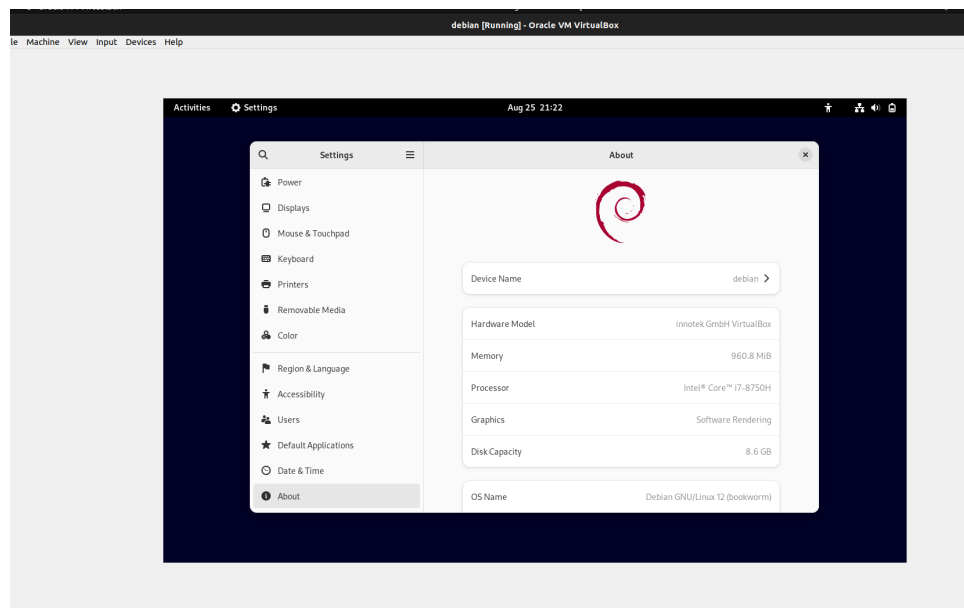 debian [Running] - Oracle VM VirtualBox
le Machine View Input Devices Help
Activities Settings Aug 25 21:22
Settings About
Power
Displays
Mouse & Touchpad
Keyboard
Printers
Removable Media
Color
Region & Language
Accessibility
Users
Default Applications
Date & Time
About
Device Name debian
Hardware Model innotek GmbH VirtualBox
Memory 960.8 MiB
Processor Intel® Core™ i7-8750H
Graphics Software Rendering
Disk Capacity 8.6 GB
OS Name Debian GNU/Linux 12 (bookworm)